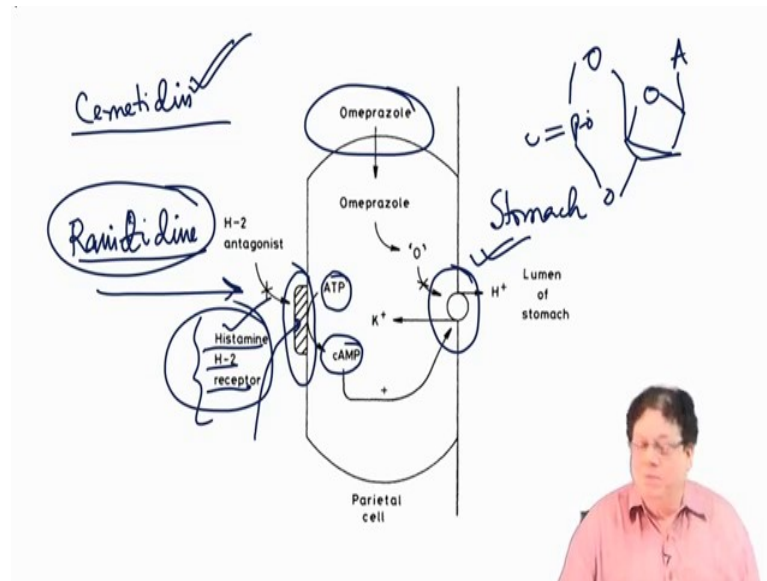 Cemetidin
Omeprazole
Ranitidine
H-2
antagonist
Omeprazole
'O'
Stomach
O
O
A
O
ATP
H+
Lumen
of
stomach
K+
Histamine
H-2
receptor
cAMP
+
Parietal
cell